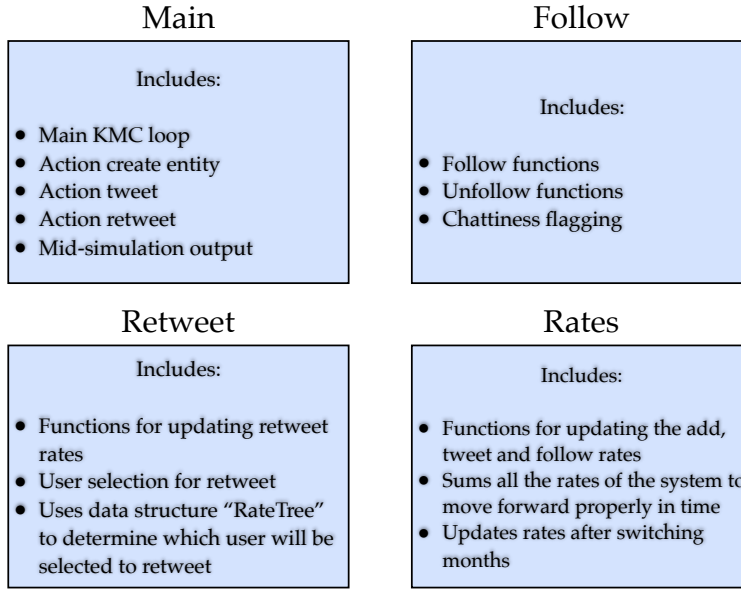 Main
Includes:
• Main KMC loop
• Action create entity
• Action tweet
• Action retweet
• Mid-simulation output
Follow
Includes:
• Follow functions
• Unfollow functions
• Chattiness flagging
Retweet
Includes:
• Functions for updating retweet
rates
• User selection for retweet
• Uses data structure “RateTree”
to determine which user will be
selected to retweet
Rates
Includes:
• Functions for updating the add,
tweet and follow rates
• Sums all the rates of the system to
move forward properly in time
• Updates rates after switching
months